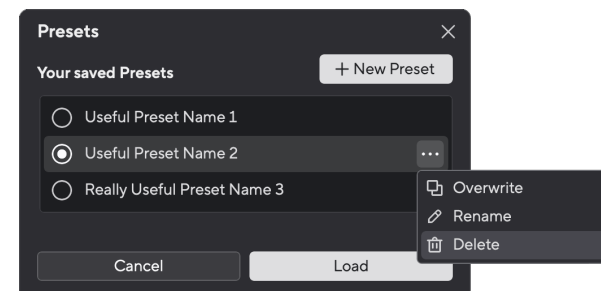 Presets
Your saved Presets
+ New Preset
Useful Preset Name 1
Useful Preset Name 2
Really Useful Preset Name 3
Overwrite
Rename
Delete
Cancel
Load